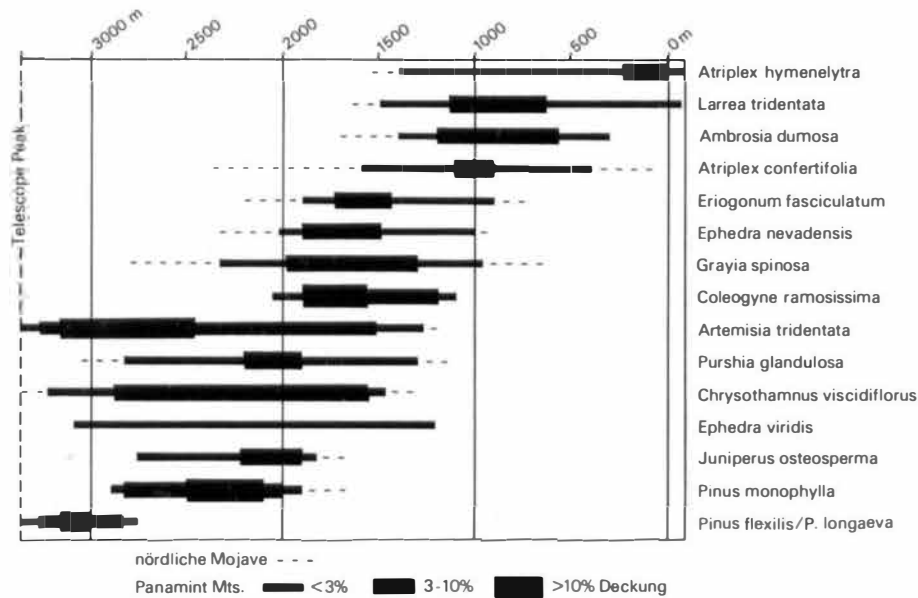 3000 m 2500 2000 1500 1000 500 0 m
Telescope Peak
Atriplex hymenelytra
Larrea tridentata
Ambrosia dumosa
Atriplex confertifolia
Eriogonum fasciculatum
Ephedra nevadensis
Grayia spinosa
Coleogyne ramosissima
Artemisia tridentata
Purshia glandulosa
Chrysothamnus viscidiflorus
Ephedra viridis
Juniperus osteosperma
Pinus monophylla
Pinus flexilis/P. longaeva
nördliche Mojave
Panamint Mts. <3% 3-10% >10% Deckung